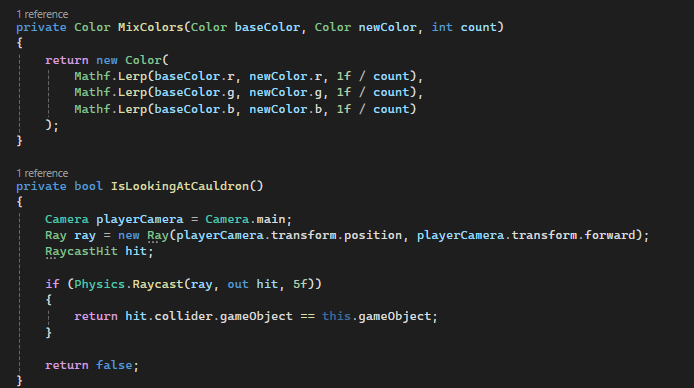 1 reference
private Color MixColors(Color baseColor, Color newColor, int count)
{
    return new Color(
        Mathf.Lerp(baseColor.r, newColor.r, 1f / count),
        Mathf.Lerp(baseColor.g, newColor.g, 1f / count),
        Mathf.Lerp(baseColor.b, newColor.b, 1f / count)
    );
}
1 reference
private bool IsLookingAtCauldron()
{
    Camera playerCamera = Camera.main;
    Ray ray = new Ray(playerCamera.transform.position, playerCamera.transform.forward);
    RaycastHit hit;
    if (Physics.Raycast(ray, out hit, 5f))
    {
        return hit.collider.gameObject == this.gameObject;
    }
    return false;
}